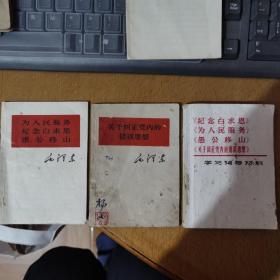 为人民服务
纪念白求恩
愚公移山
毛泽东
关于纠正党内的
错误思想
毛泽东
杨
《纪念白求恩》
《为人民服务》
《愚公移山》
《关于纠正党内的错误思想》
学习辅导材料